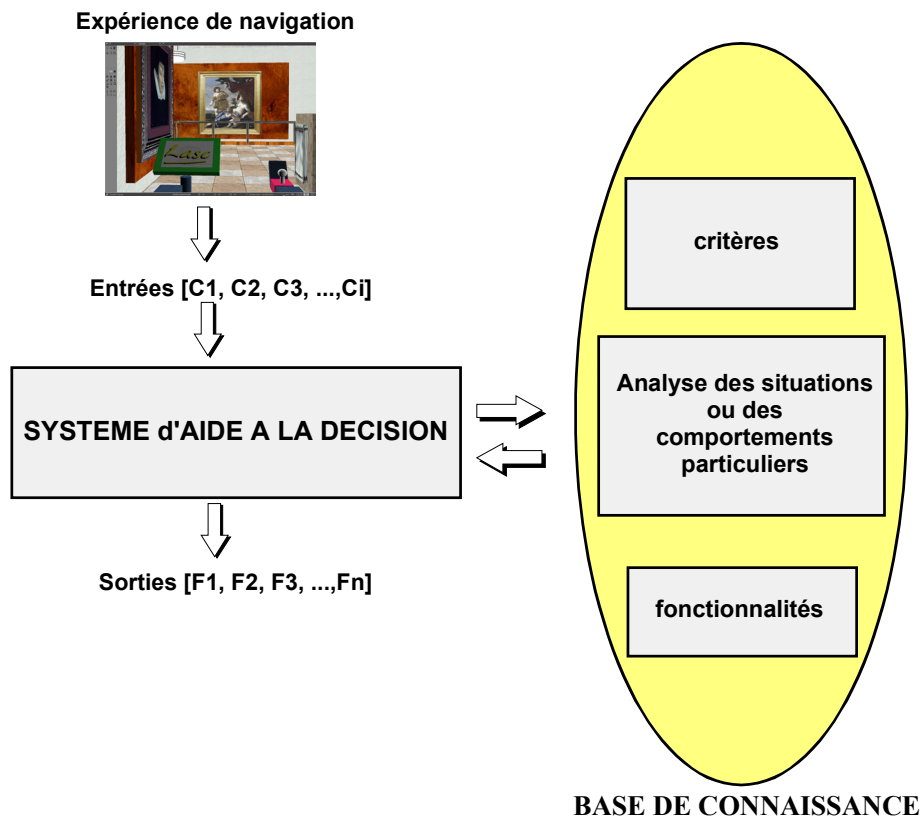 Expérience de navigation
Lasc
Entrées [C1, C2, C3, ...,Ci]
SYSTEME d'AIDE A LA DECISION
Sorties [F1, F2, F3, ...,Fn]
critères
Analyse des situations
ou des
comportements
particuliers
fonctionnalités
BASE DE CONNAISSANCE